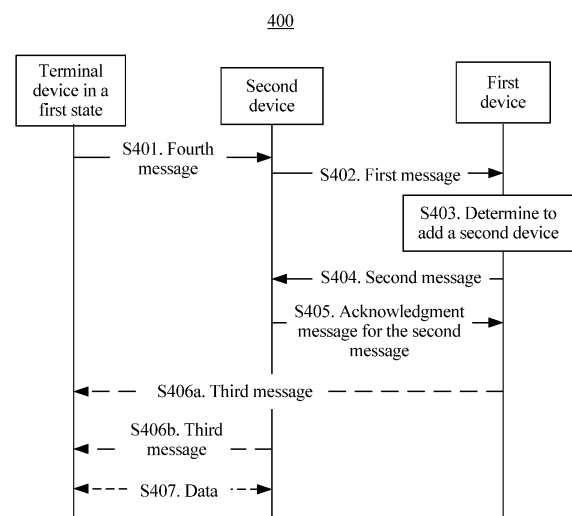 400
Terminal
device in a
first state
Second
device
First
device
S401. Fourth
message
S402. First message
S403. Determine to
add a second device
S404. Second message
S405. Acknowledgment
message for the second
message
S406a. Third message
S406b. Third
message
S407. Data